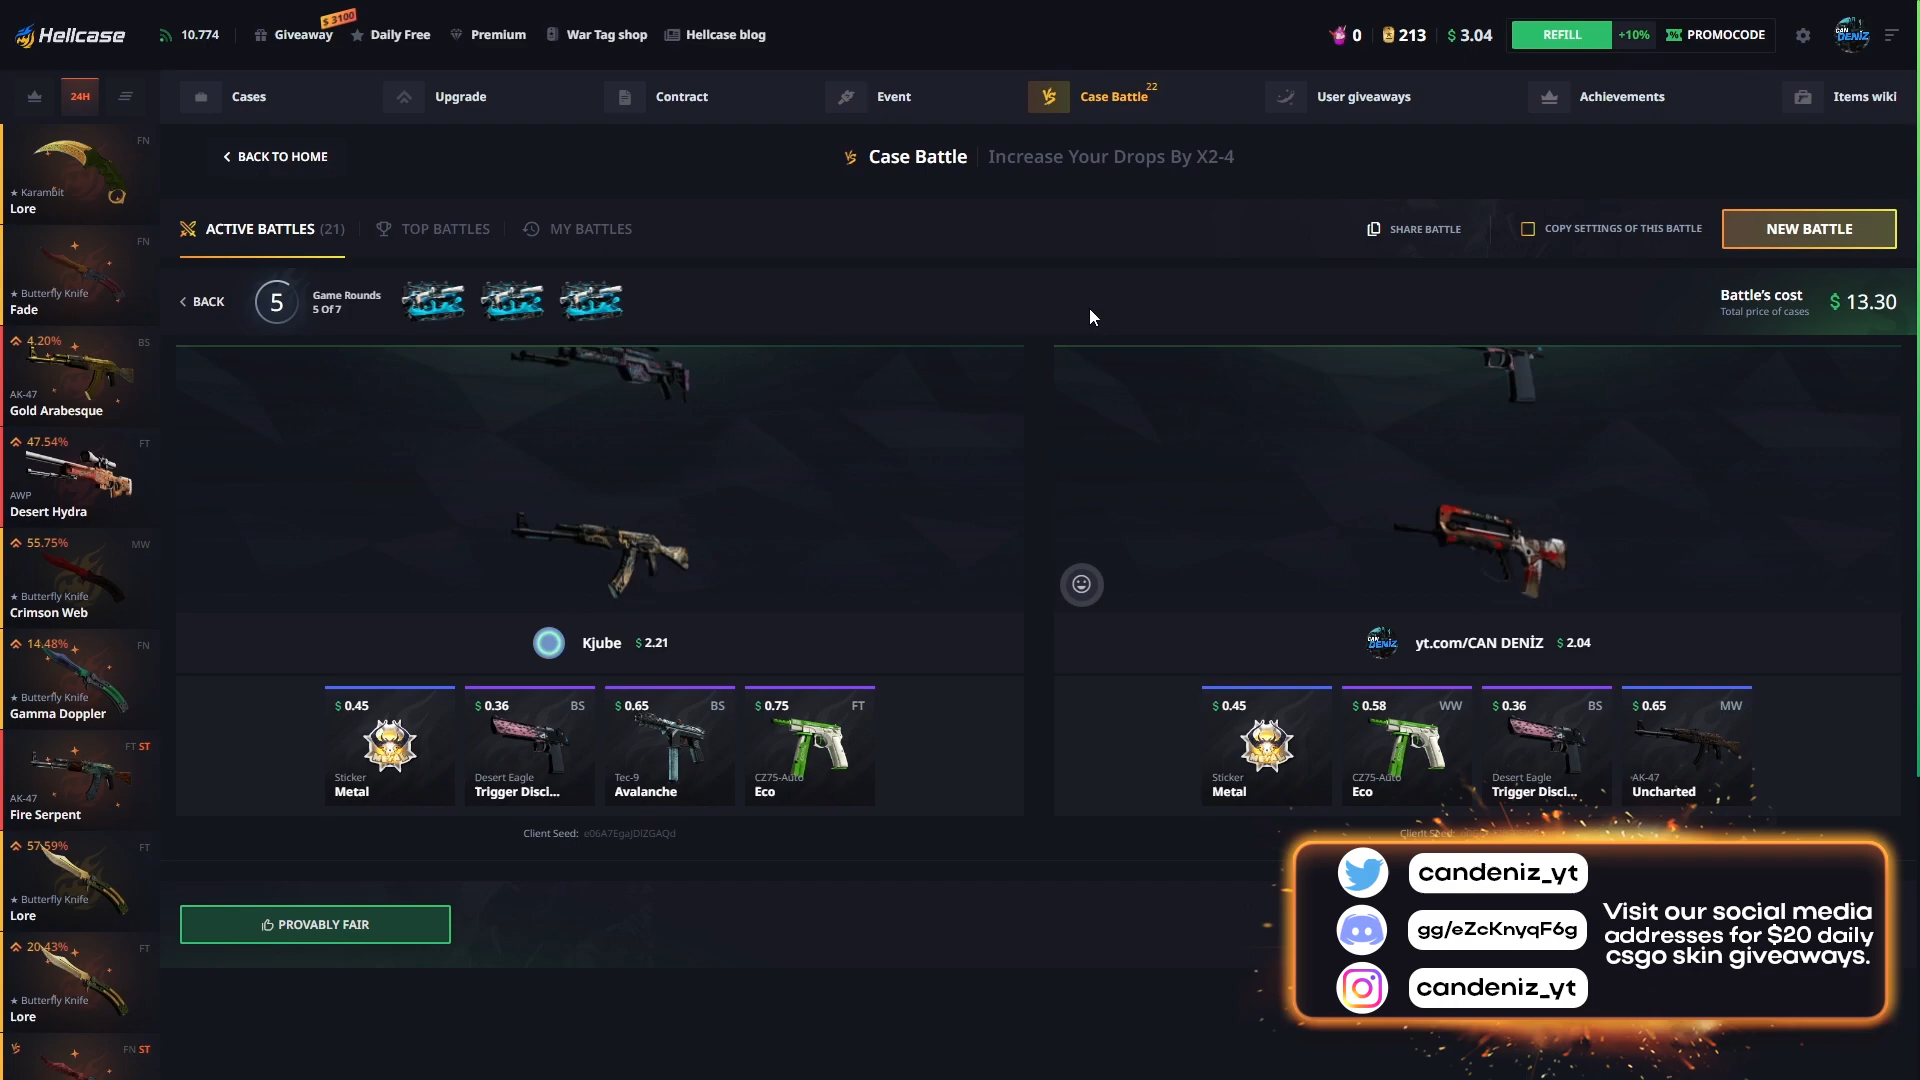 Hellcase
10.774
$ 3100
Giveaway
Daily Free
Premium
War Tag shop
Hellcase blog
0
213
$ 3.04
REFILL
+10%
PROMOCODE
CAN DENİZ
24H
Cases
Upgrade
Contract
Event
Case Battle 22
User giveaways
Achievements
Items wiki
BACK TO HOME
Case Battle
Increase Your Drops By X2-4
ACTIVE BATTLES (21)
TOP BATTLES
MY BATTLES
SHARE BATTLE
COPY SETTINGS OF THIS BATTLE
NEW BATTLE
BACK
5
Game Rounds
5 Of 7
Battle's cost
Total price of cases
$ 13.30
FN
★ Karambit
Lore
FN
★ Butterfly Knife
Fade
4.20%
BS
AK-47
Gold Arabesque
47.54%
FT
AWP
Desert Hydra
55.75%
MW
★ Butterfly Knife
Crimson Web
14.48%
FN
★ Butterfly Knife
Gamma Doppler
FT ST
AK-47
Fire Serpent
57.59%
FT
★ Butterfly Knife
Lore
20.43%
FT
★ Butterfly Knife
Lore
FN ST
Kjube $ 2.21
CAN DENİZ
yt.com/CAN DENİZ $ 2.04
$ 0.45
Sticker
Metal
$ 0.36 BS
Desert Eagle
Trigger Disci...
$ 0.65 BS
Tec-9
Avalanche
$ 0.75 FT
CZ75-Auto
Eco
$ 0.45
Sticker
Metal
$ 0.58 WW
CZ75-Auto
Eco
$ 0.36 BS
Desert Eagle
Trigger Disci...
$ 0.65 MW
AK-47
Uncharted
Client Seed: e06A7EgaJDlZGAQd
Client Seed:
PROVABLY FAIR
candeniz_yt
gg/eZcKnyqF6g
candeniz_yt
Visit our social media
addresses for $20 daily
csgo skin giveaways.